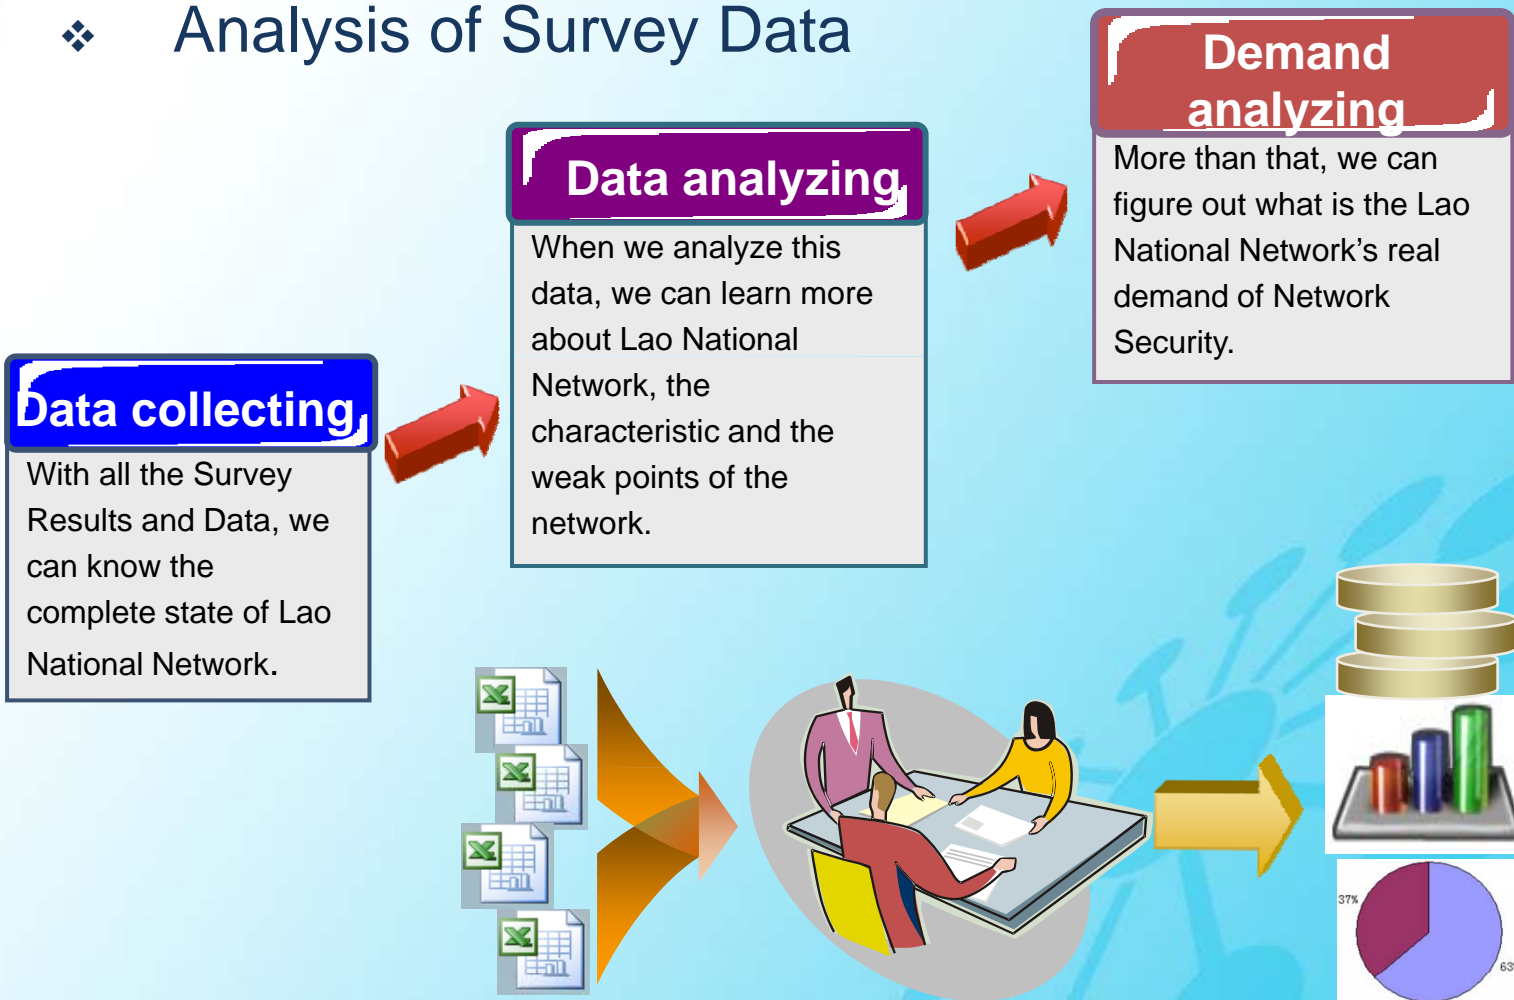 ❖ Analysis of Survey Data
Data collecting
With all the Survey
Results and Data, we
can know the
complete state of Lao
National Network.
Data analyzing
When we analyze this
data, we can learn more
about Lao National
Network, the
characteristic and the
weak points of the
network.
Demand
analyzing
More than that, we can
figure out what is the Lao
National Network’s real
demand of Network
Security.
37%